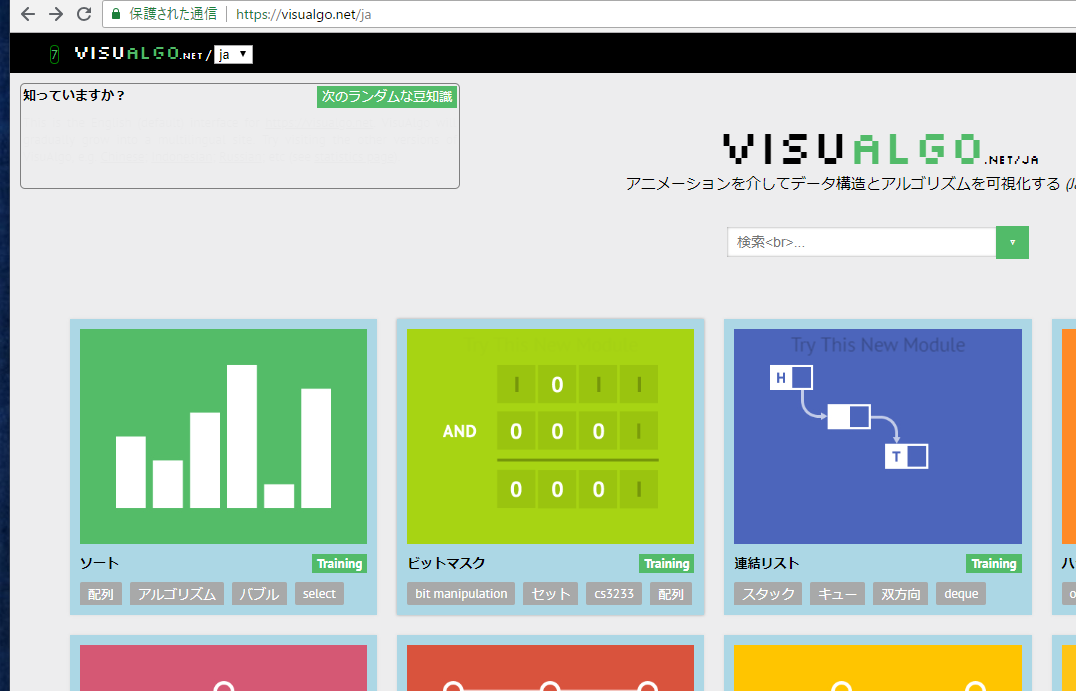 保護された通信 https://visualgo.net/ja
7 VISUALGO.NET / ja
知っていますか？ 次のランダムな豆知識
VISUALGO.NET/JA
アニメーションを介してデータ構造とアルゴリズムを可視化する
検索<br>...
Try This New Module
Try This New Module
1 0 1 1
AND 0 0 0 1
0 0 0 1
H
T
ソート Training
配列 アルゴリズム バブル select
ビットマスク Training
bit manipulation セット cs3233 配列
連結リスト Training
スタック キュー 双方向 deque